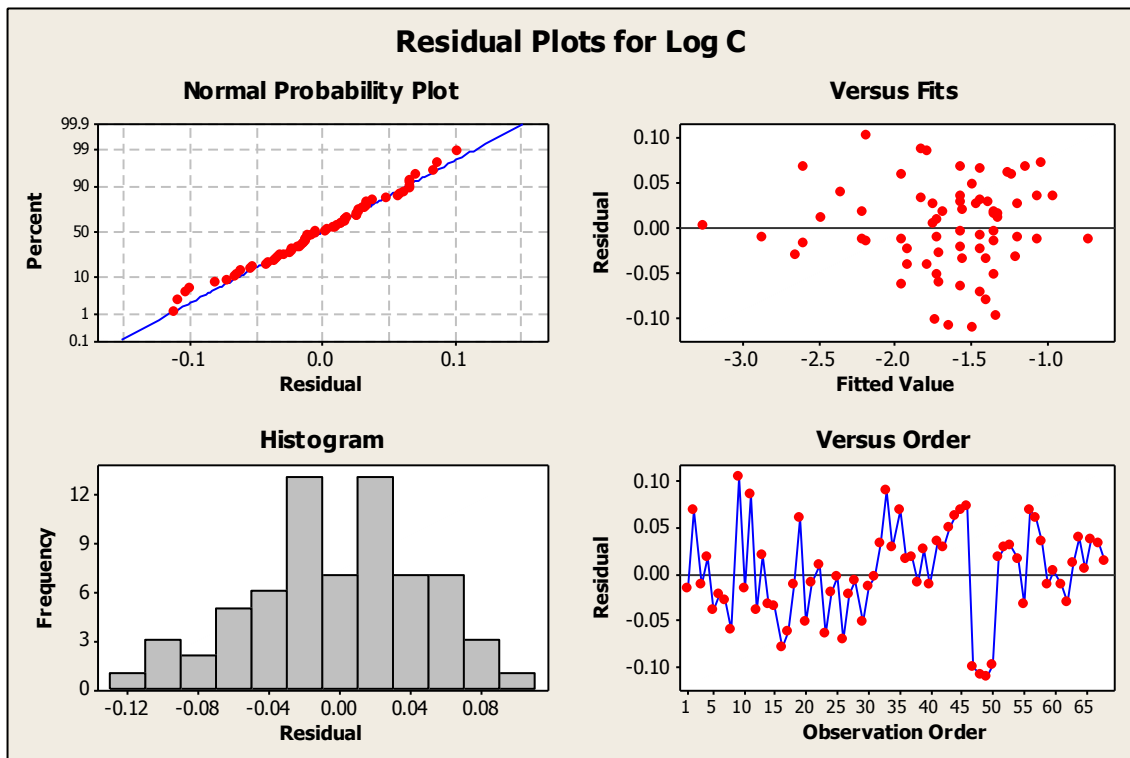 Residual Plots for Log C
Normal Probability Plot
99.9
99
90
50
10
1
0.1
Percent
-0.1 0.0 0.1
Residual
Versus Fits
0.10
0.05
0.00
-0.05
-0.10
Residual
-3.0 -2.5 -2.0 -1.5 -1.0
Fitted Value
Histogram
12
9
6
3
0
Frequency
-0.12 -0.08 -0.04 0.00 0.04 0.08
Residual
Versus Order
0.10
0.05
0.00
-0.05
-0.10
Residual
1 5 10 15 20 25 30 35 40 45 50 55 60 65
Observation Order